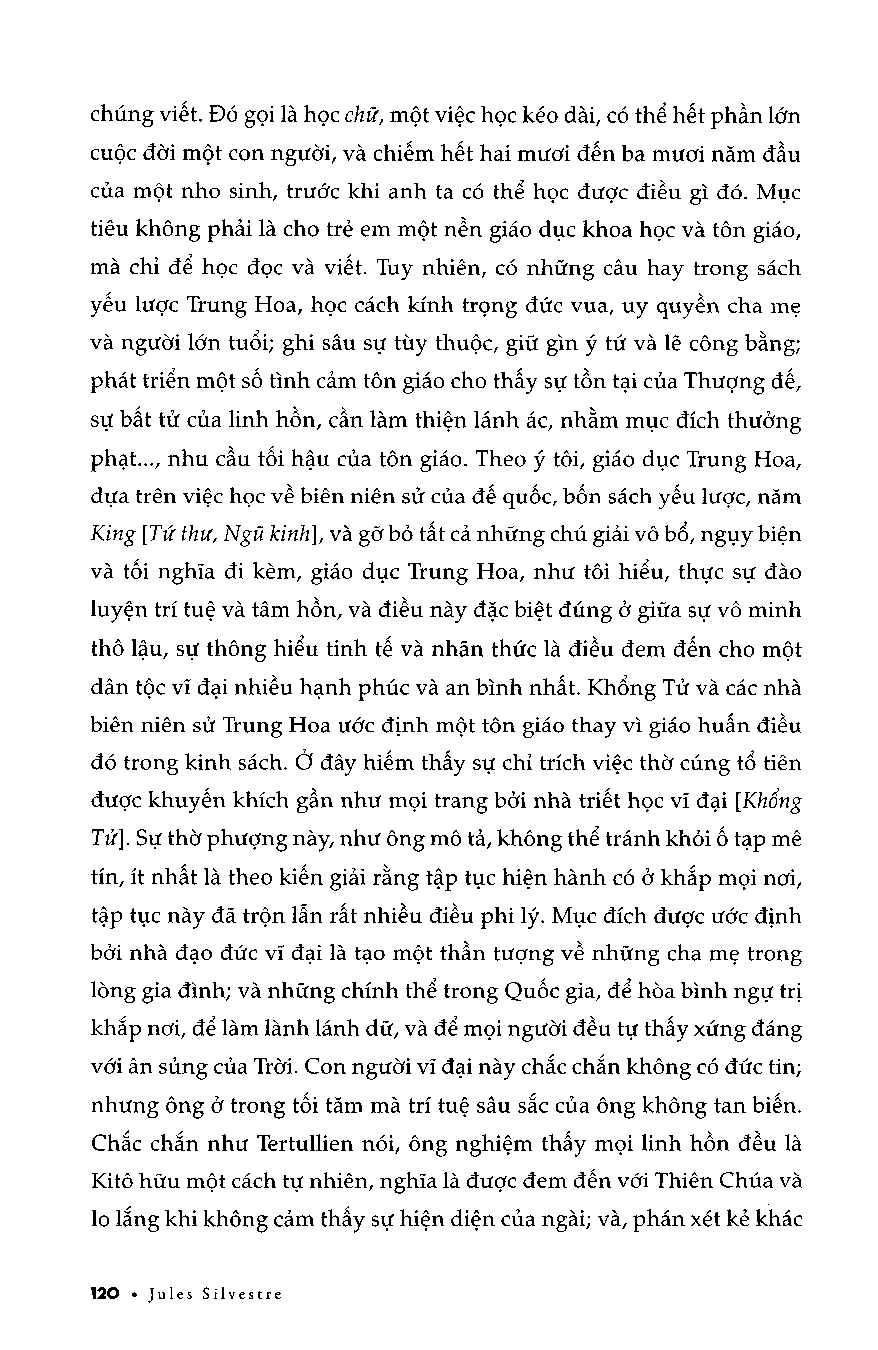 chúng viết. Đó gọi là học chữ, một việc học kéo dài, có thể hết phần lớn
cuộc đời một con người, và chiếm hết hai mươi đến ba mươi năm đầu
của một nho sinh, trước khi anh ta có thể học được điều gì đó. Mục
tiêu không phải là cho trẻ em một nền giáo dục khoa học và tôn giáo,
mà chỉ để học đọc và viết. Tuy nhiên, có những câu hay trong sách
yếu lược Trung Hoa, học cách kính trọng đức vua, uy quyền cha mẹ
và người lớn tuổi; ghi sâu sự tùy thuộc, giữ gìn ý tứ và lẽ công bằng;
phát triển một số tình cảm tôn giáo cho thấy sự tồn tại của Thượng đế,
sự bất tử của linh hồn, cần làm thiện lánh ác, nhằm mục đích thưởng
phạt..., nhu cầu tối hậu của tôn giáo. Theo ý tôi, giáo dục Trung Hoa,
dựa trên việc học về biên niên sử của đế quốc, bốn sách yếu lược, năm
King [Tứ thư, Ngũ kinh], và gỡ bỏ tất cả những chú giải vô bổ, ngụy biện
và tối nghĩa đi kèm, giáo dục Trung Hoa, như tôi hiểu, thực sự đào
luyện trí tuệ và tâm hồn, và điều này đặc biệt đúng ở giữa sự vô minh
thô lậu, sự thông hiểu tinh tế và nhãn thức là điều đem đến cho một
dân tộc vĩ đại nhiều hạnh phúc và an bình nhất. Khổng Tử và các nhà
biên niên sử Trung Hoa ước định một tôn giáo thay vì giáo huấn điều
đó trong kinh sách. Ở đây hiếm thấy sự chỉ trích việc thờ cúng tổ tiên
được khuyến khích gần như mọi trang bởi nhà triết học vĩ đại [Khổng
Tử]. Sự thờ phượng này, như ông mô tả, không thể tránh khỏi ố tạp mê
tín, ít nhất là theo kiến giải rằng tập tục hiện hành có ở khắp mọi nơi,
tập tục này đã trộn lẫn rất nhiều điều phi lý. Mục đích được ước định
bởi nhà đạo đức vĩ đại là tạo một thần tượng về những cha mẹ trong
lòng gia đình; và những chính thể trong Quốc gia, để hòa bình ngự trị
khắp nơi, để làm lành lánh dữ, và để mọi người đều tự thấy xứng đáng
với ân sủng của Trời. Con người vĩ đại này chắc chắn không có đức tin;
nhưng ông ở trong tối tăm mà trí tuệ sâu sắc của ông không tan biến.
Chắc chắn như Tertullien nói, ông nghiệm thấy mọi linh hồn đều là
Kitô hữu một cách tự nhiên, nghĩa là được đem đến với Thiên Chúa và
lo lắng khi không cảm thấy sự hiện diện của ngài; và, phán xét kẻ khác
120 • Jules Silvestre